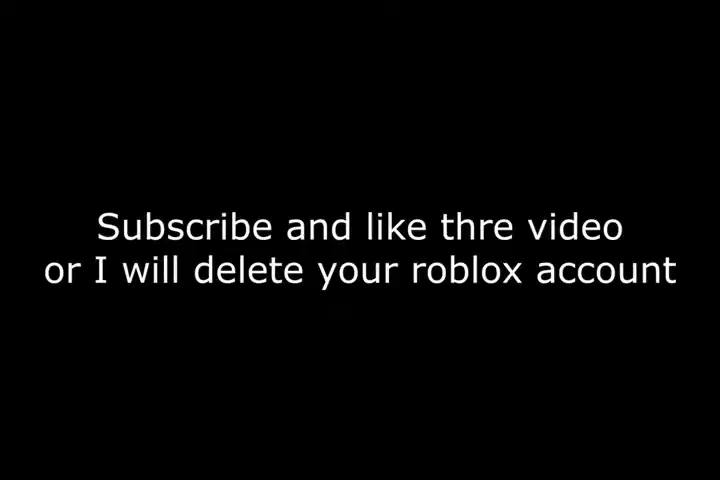 Subscribe and like thre video
or I will delete your roblox account